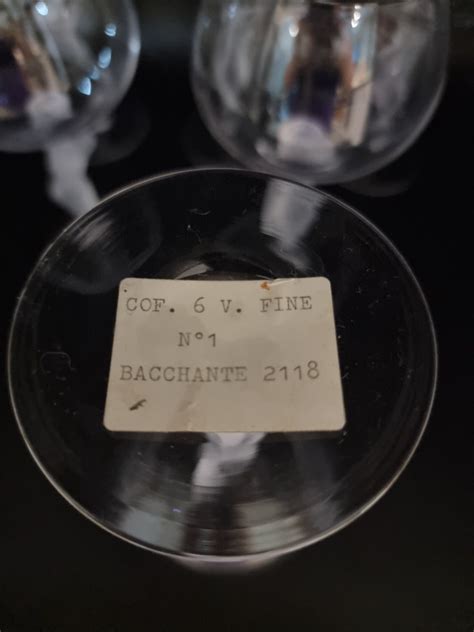 COF. 6 V. FINE
N°1
BACCHANTE 2118